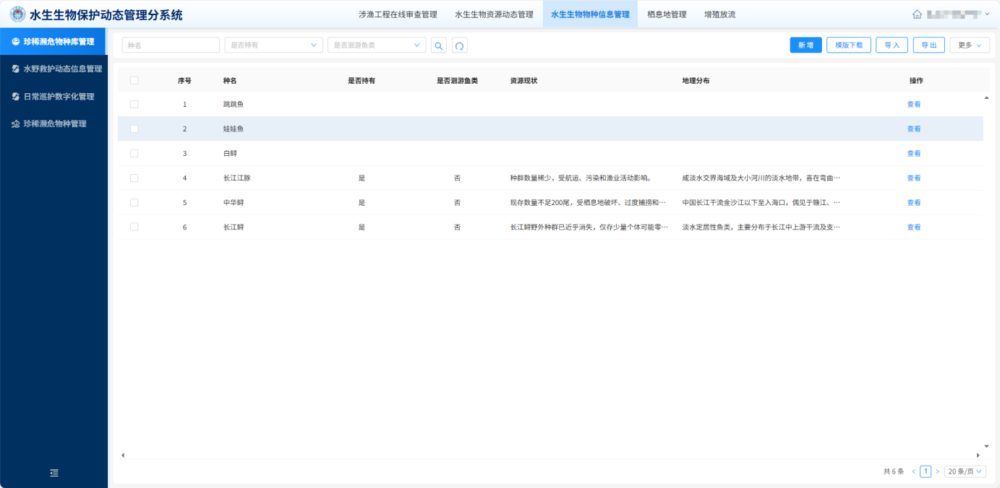 水生生物保护动态管理分系统
涉渔工程在线审查管理 水生生物资源动态管理 水生生物物种信息管理 栖息地管理 增殖放流
珍稀濒危物种库管理
水野救护动态信息管理
日常巡护数字化管理
珍稀濒危物种管理
种名 是否持有 是否洄游鱼类 新 增 模版下载 导 入 导 出 更多
序号 种名 是否持有 是否洄游鱼类 资源现状 地理分布 操作
1 跳跳鱼 查看
2 娃娃鱼 查看
3 白鲟 查看
4 长江江豚 是 否 种群数量稀少，受航运、污染和渔业活动影响。 咸淡水交界海域及大小河川的淡水地带，喜在弯曲… 查看
5 中华鲟 是 否 现存数量不足200尾，受栖息地破坏、过度捕捞和… 中国长江干流金沙江以下至入海口，偶见于赣江、… 查看
6 长江鲟 是 否 长江鲟野外种群已近乎消失，仅存少量个体可能零… 淡水定居性鱼类，主要分布于长江中上游干流及支… 查看
共 6 条 < 1 > 20 条/页